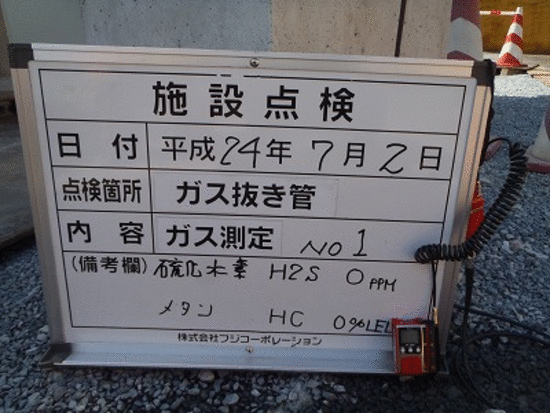 施設点検
日付 平成24年7月2日
点検箇所 ガス抜き管
内容 ガス測定 NO1
(備考欄) 硫化水素 H2S 0PPM
メタン HC 0%LEL
株式会社フジコーポレーション